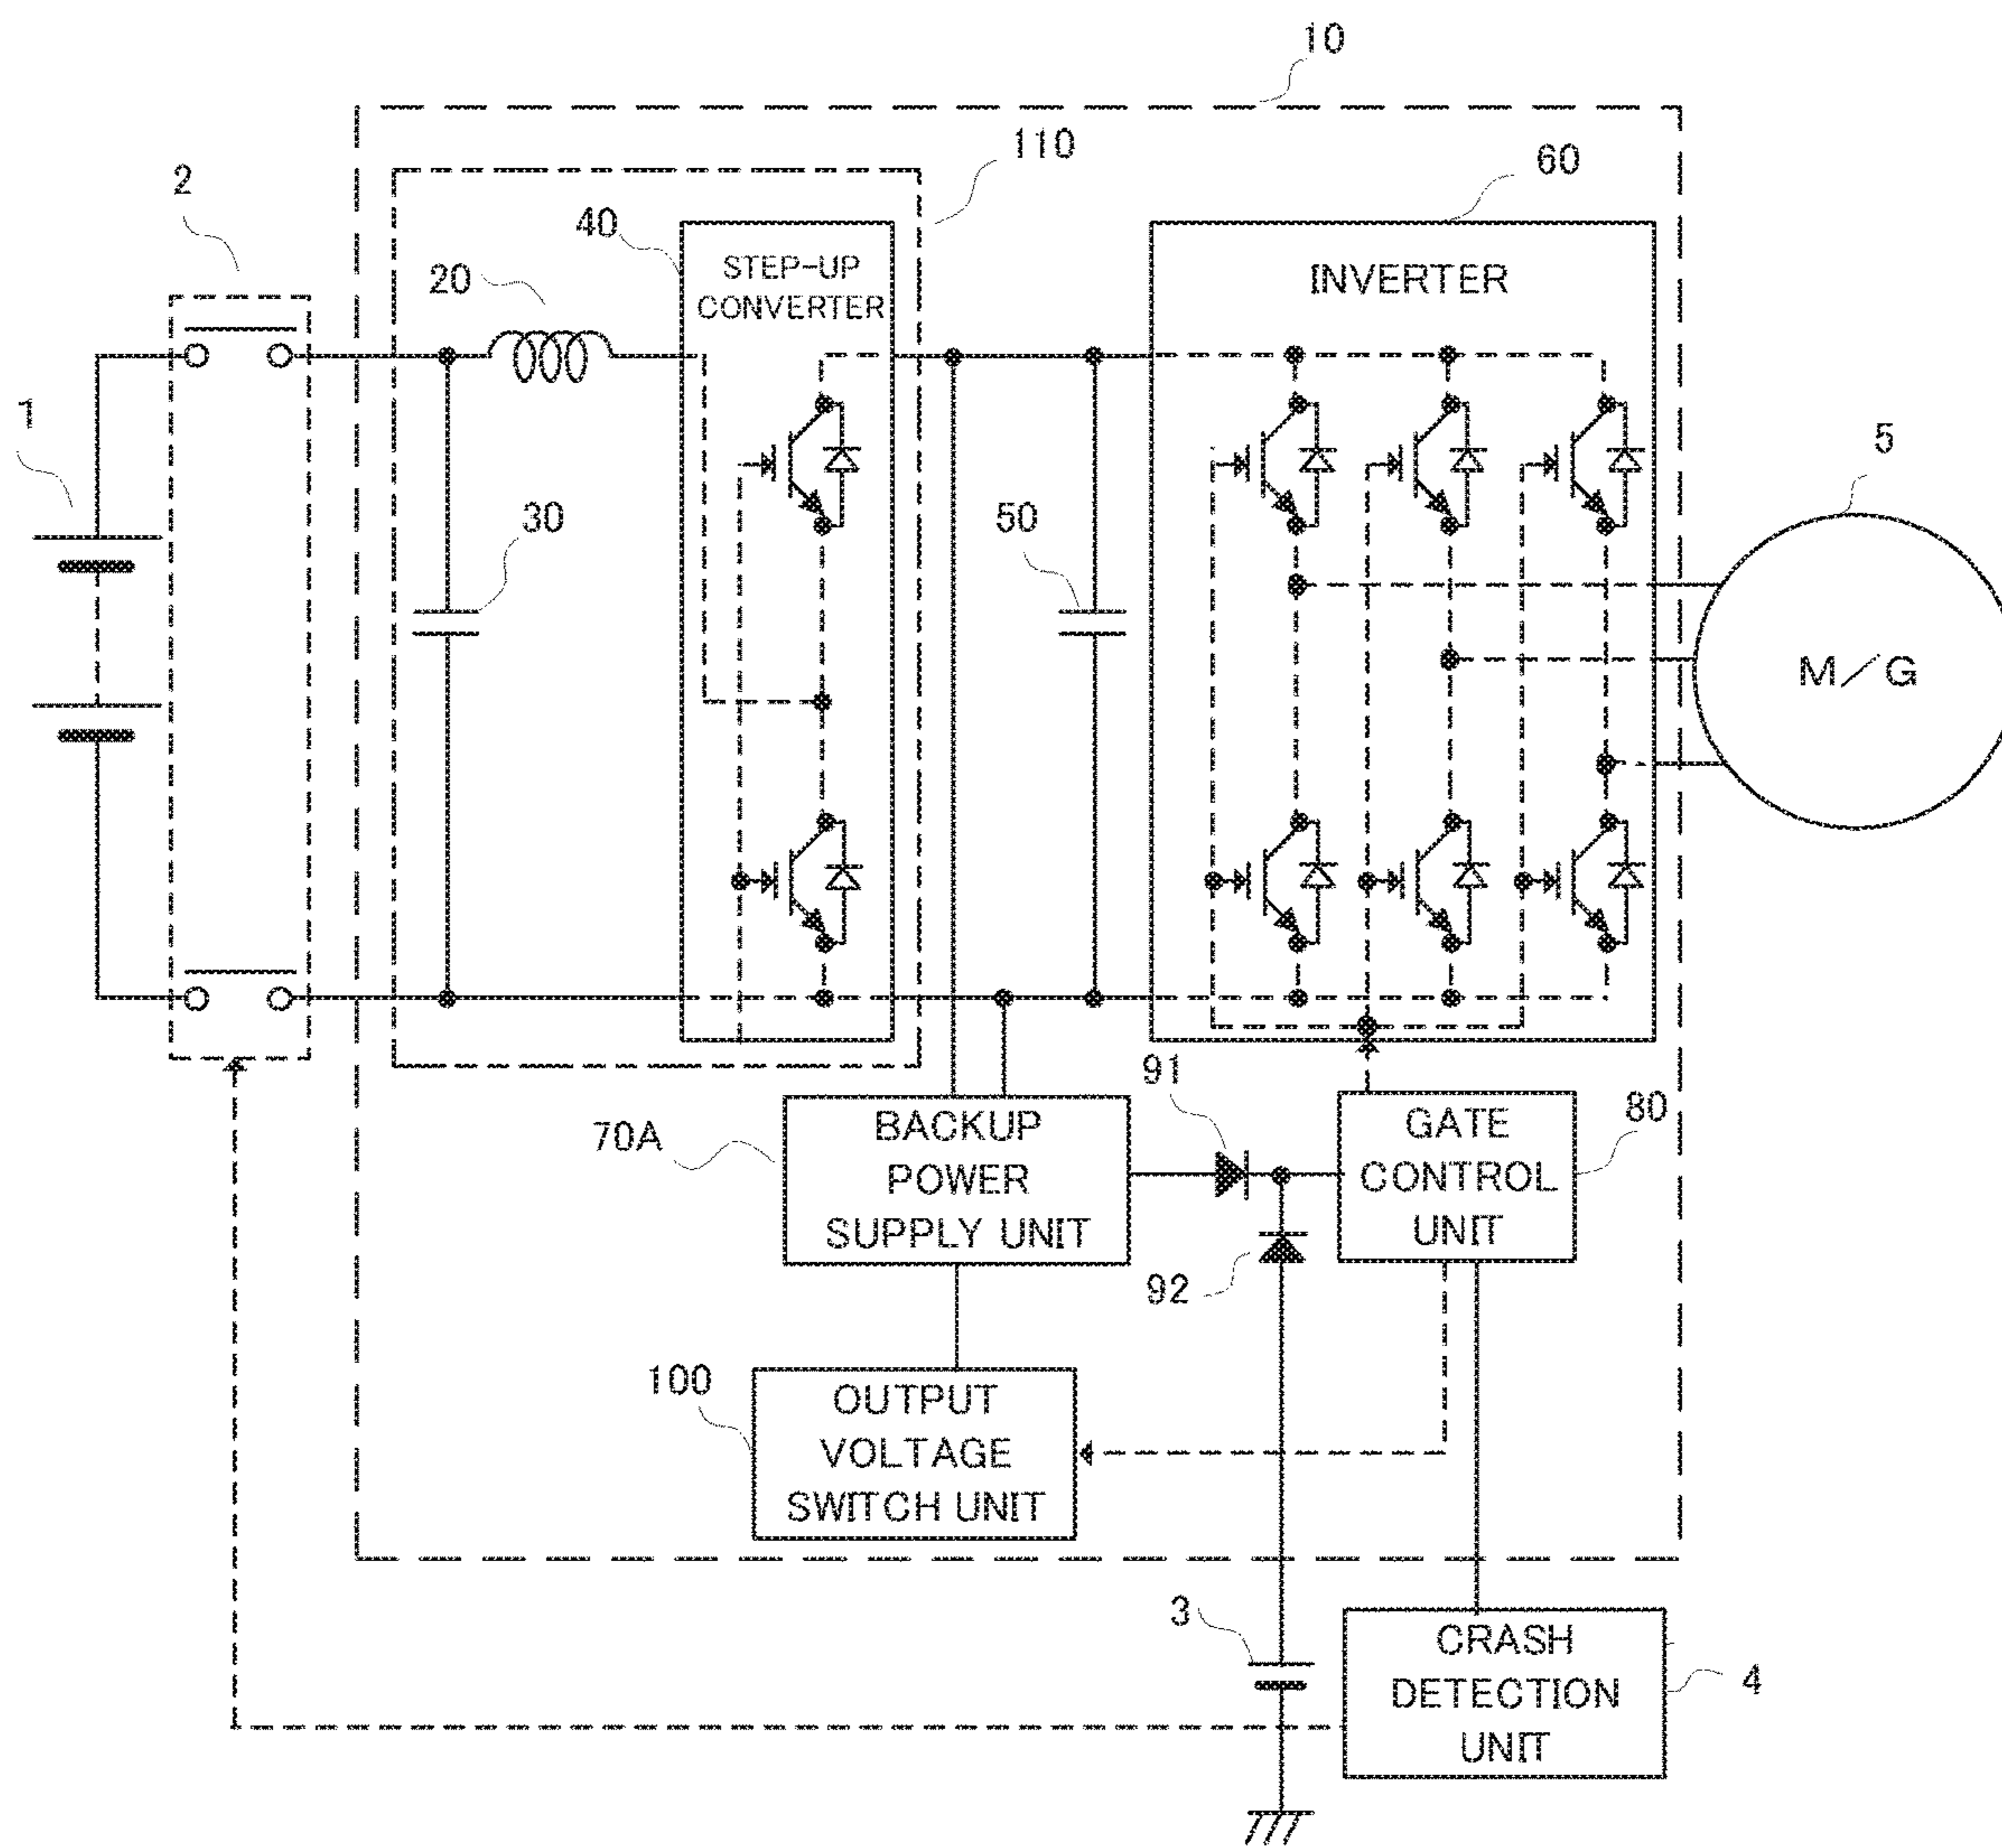 10
110
60
2
40
STEP-UP
CONVERTER
INVERTER
20
1
5
30
50
M/G
91
BACKUP
POWER
SUPPLY UNIT
70A
GATE
CONTROL
UNIT
80
92
100
OUTPUT
VOLTAGE
SWITCH UNIT
3
CRASH
DETECTION
UNIT
4